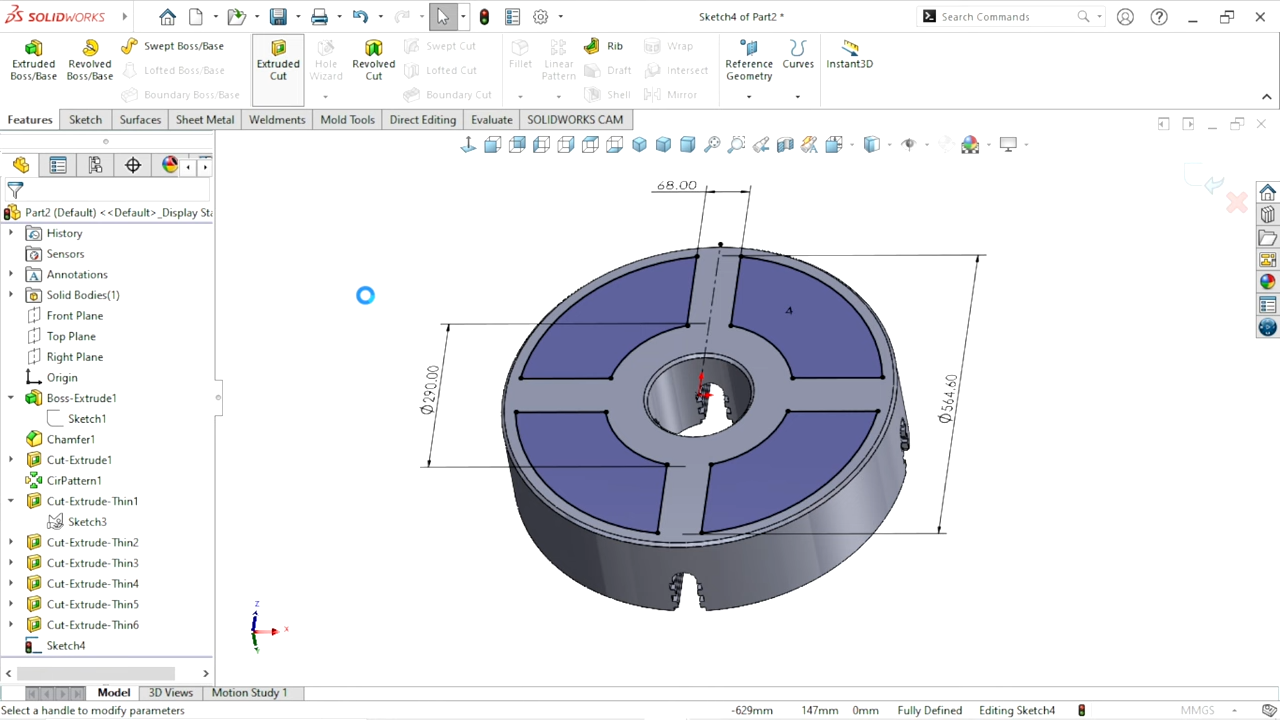 SOLIDWORKS
Sketch4 of Part2 *
Search Commands
Extruded Boss/Base
Revolved Boss/Base
Swept Boss/Base
Lofted Boss/Base
Boundary Boss/Base
Extruded Cut
Hole Wizard
Revolved Cut
Swept Cut
Lofted Cut
Boundary Cut
Fillet
Linear Pattern
Rib
Draft
Shell
Wrap
Intersect
Mirror
Reference Geometry
Curves
Instant3D
Features
Sketch
Surfaces
Sheet Metal
Weldments
Mold Tools
Direct Editing
Evaluate
SOLIDWORKS CAM
Part2 (Default) <<Default>_Display Sta
History
Sensors
Annotations
Solid Bodies(1)
Front Plane
Top Plane
Right Plane
Origin
Boss-Extrude1
Sketch1
Chamfer1
Cut-Extrude1
CirPattern1
Cut-Extrude-Thin1
Sketch3
Cut-Extrude-Thin2
Cut-Extrude-Thin3
Cut-Extrude-Thin4
Cut-Extrude-Thin5
Cut-Extrude-Thin6
Sketch4
68.00
4
Ø290.00
Ø564.60
z
x
Model
3D Views
Motion Study 1
Select a handle to modify parameters
-629mm
147mm
0mm
Fully Defined
Editing Sketch4
MMGS